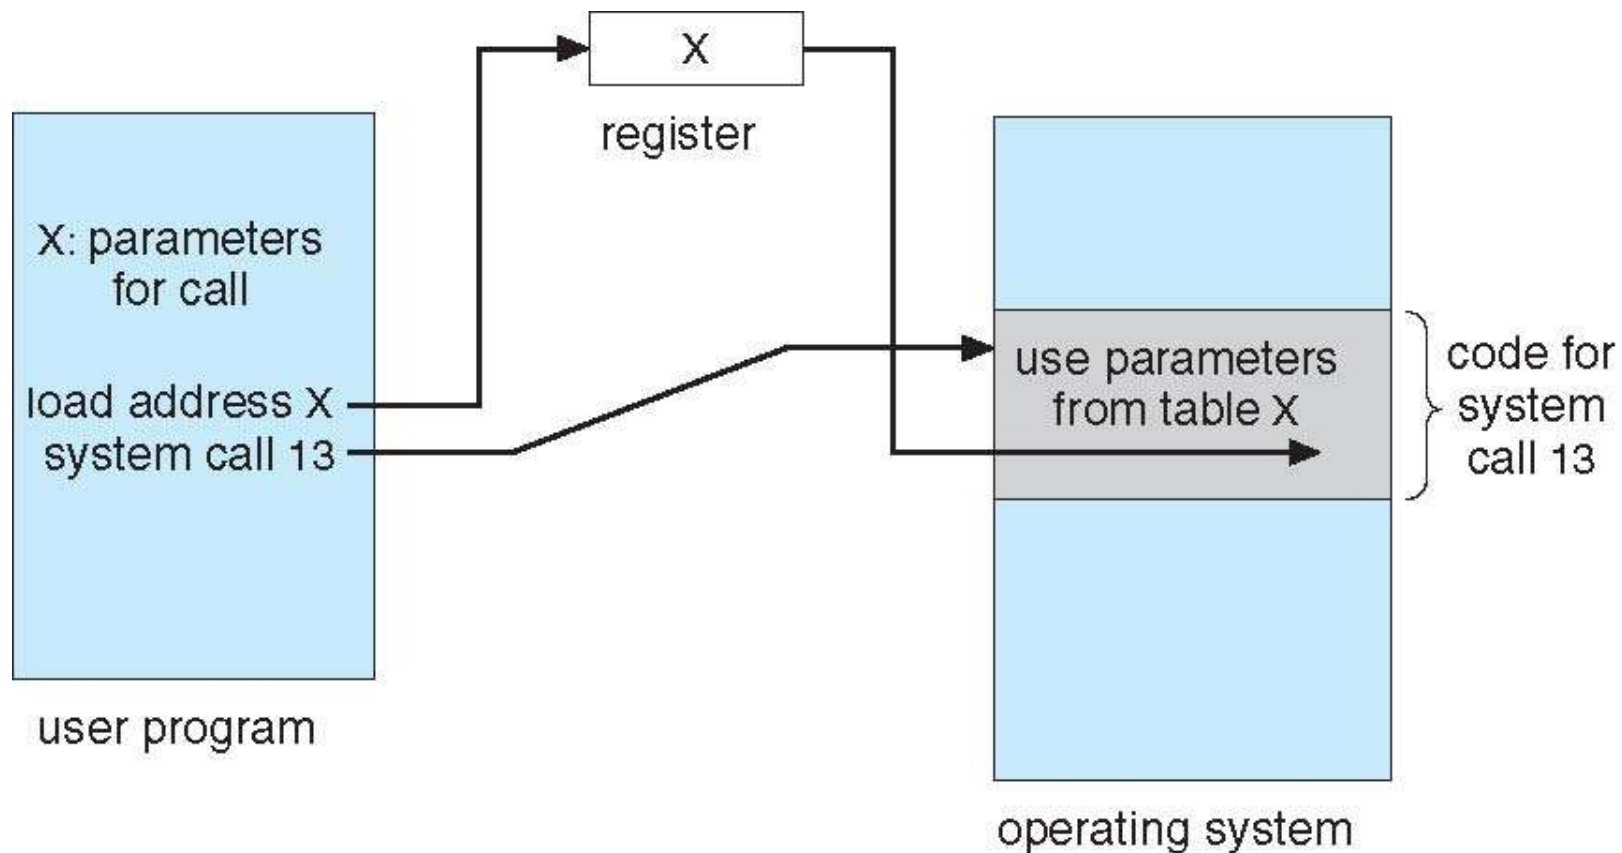 X
register
X: parameters
for call
load address X
system call 13
user program
use parameters
from table X
code for
system
call 13
operating system